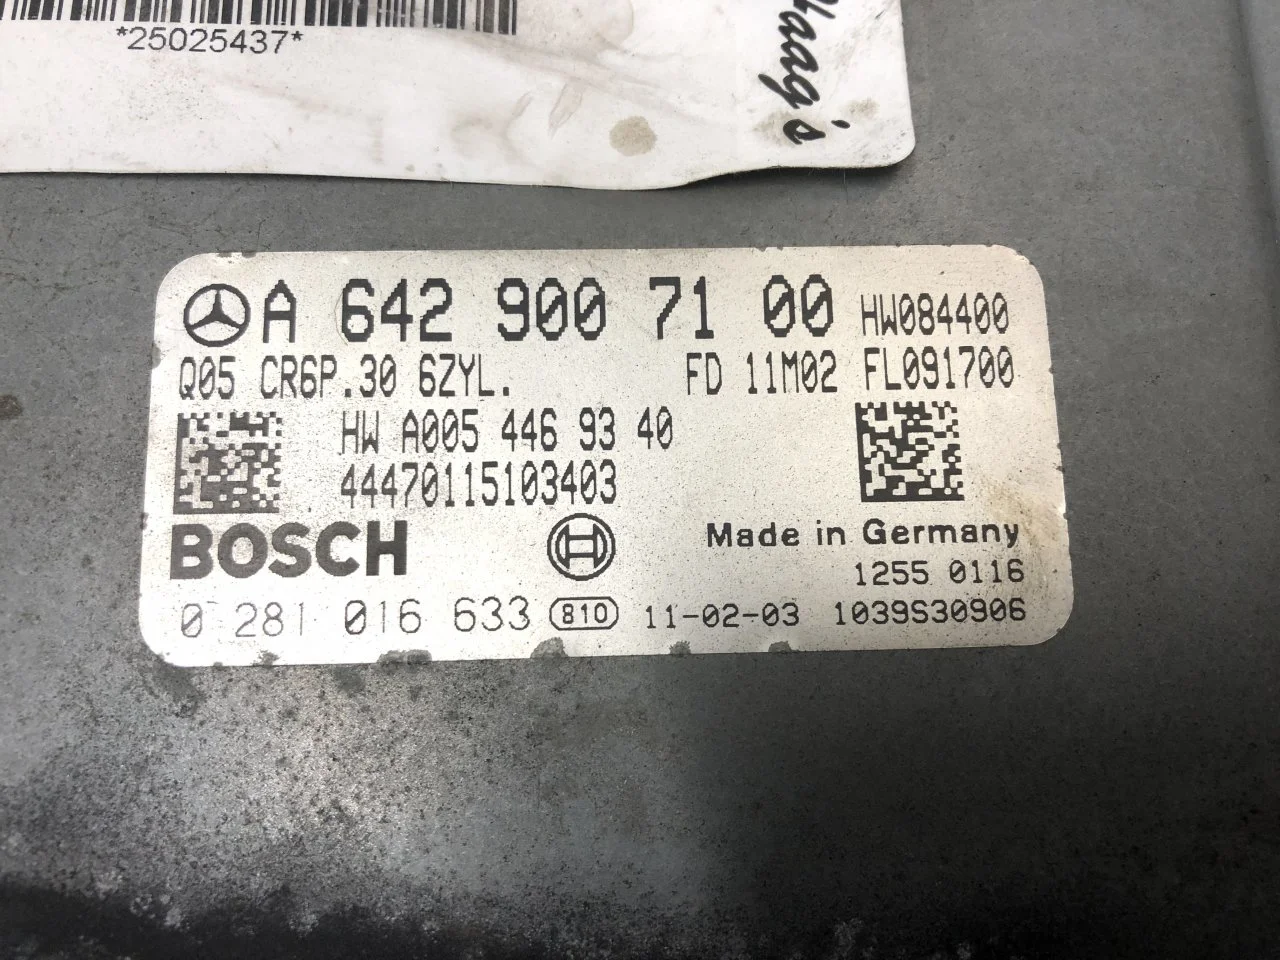 *25025437*
Haag's
A 642 900 71 00 HW084400
Q05 CR6P.30 6ZYL. FD 11M02 FL091700
HW A005 446 93 40
44470115103403
BOSCH Made in Germany
1255 0116
0 281 016 633 810 11-02-03 1039S30906